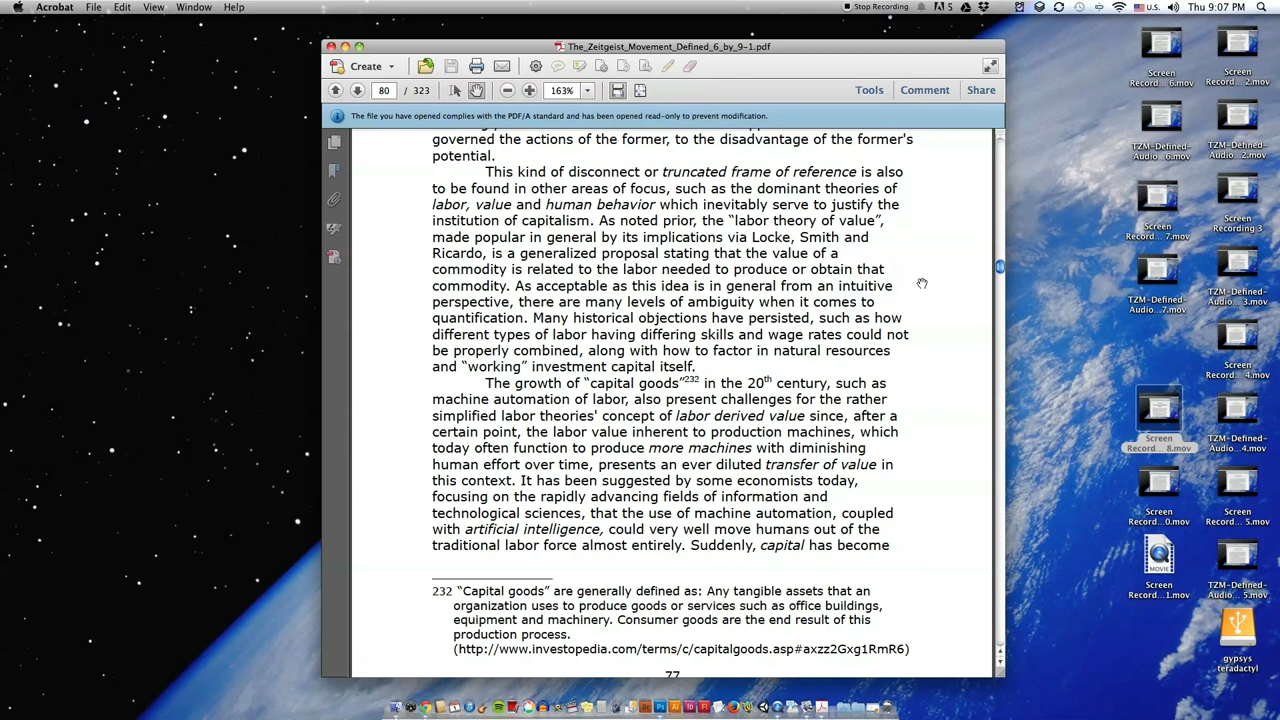 Acrobat File Edit View Window Help
Stop Recording 5 U.S. Thu 9:07 PM
The_Zeitgeist_Movement_Defined_6_by_9-1.pdf
Create
80 / 323 163% Tools Comment Share
The file you have opened complies with the PDF/A standard and has been opened read-only to prevent modification.
governed the actions of the former, to the disadvantage of the former's
potential.
This kind of disconnect or truncated frame of reference is also
to be found in other areas of focus, such as the dominant theories of
labor, value and human behavior which inevitably serve to justify the
institution of capitalism. As noted prior, the “labor theory of value”,
made popular in general by its implications via Locke, Smith and
Ricardo, is a generalized proposal stating that the value of a
commodity is related to the labor needed to produce or obtain that
commodity. As acceptable as this idea is in general from an intuitive
perspective, there are many levels of ambiguity when it comes to
quantification. Many historical objections have persisted, such as how
different types of labor having differing skills and wage rates could not
be properly combined, along with how to factor in natural resources
and “working” investment capital itself.
The growth of “capital goods”232 in the 20th century, such as
machine automation of labor, also present challenges for the rather
simplified labor theories' concept of labor derived value since, after a
certain point, the labor value inherent to production machines, which
today often function to produce more machines with diminishing
human effort over time, presents an ever diluted transfer of value in
this context. It has been suggested by some economists today,
focusing on the rapidly advancing fields of information and
technological sciences, that the use of machine automation, coupled
with artificial intelligence, could very well move humans out of the
traditional labor force almost entirely. Suddenly, capital has become
232 “Capital goods” are generally defined as: Any tangible assets that an
organization uses to produce goods or services such as office buildings,
equipment and machinery. Consumer goods are the end result of this
production process.
(http://www.investopedia.com/terms/c/capitalgoods.asp#axzz2Gxg1RmR6)
77
Screen
Record... 6.mov
Screen
Record... 2.mov
TZM-Defined-
Audio...6.mov
TZM-Defined-
Audio...2.mov
Screen
Record... 7.mov
Screen
Recording 3
TZM-Defined-
Audio...7.mov
TZM-Defined-
Audio...3.mov
Screen
Record... 4.mov
Screen
Record... 8.mov
TZM-Defined-
Audio...4.mov
Screen
Record...0.mov
Screen
Record... 5.mov
MOVIE
Screen
Record...1.mov
TZM-Defined-
Audio...5.mov
gypsys
teradactyl